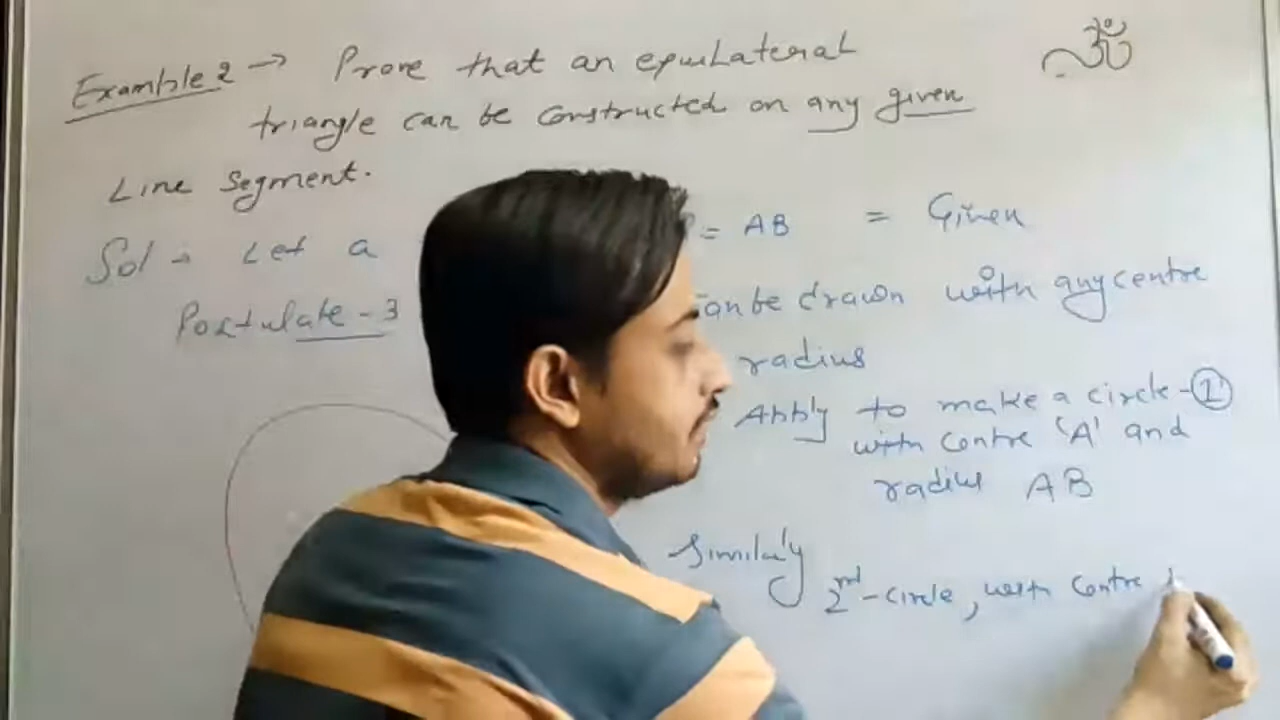 Example 2 → Prove that an equilateral
ॐ
triangle can be constructed on any given
Line Segment.
Sol → Let a = AB = Given
Postulate-3 can be drawn with any centre
radius
Apply to make a circle-①
with centre 'A' and
radius AB
Similarly
2nd-circle, with centre